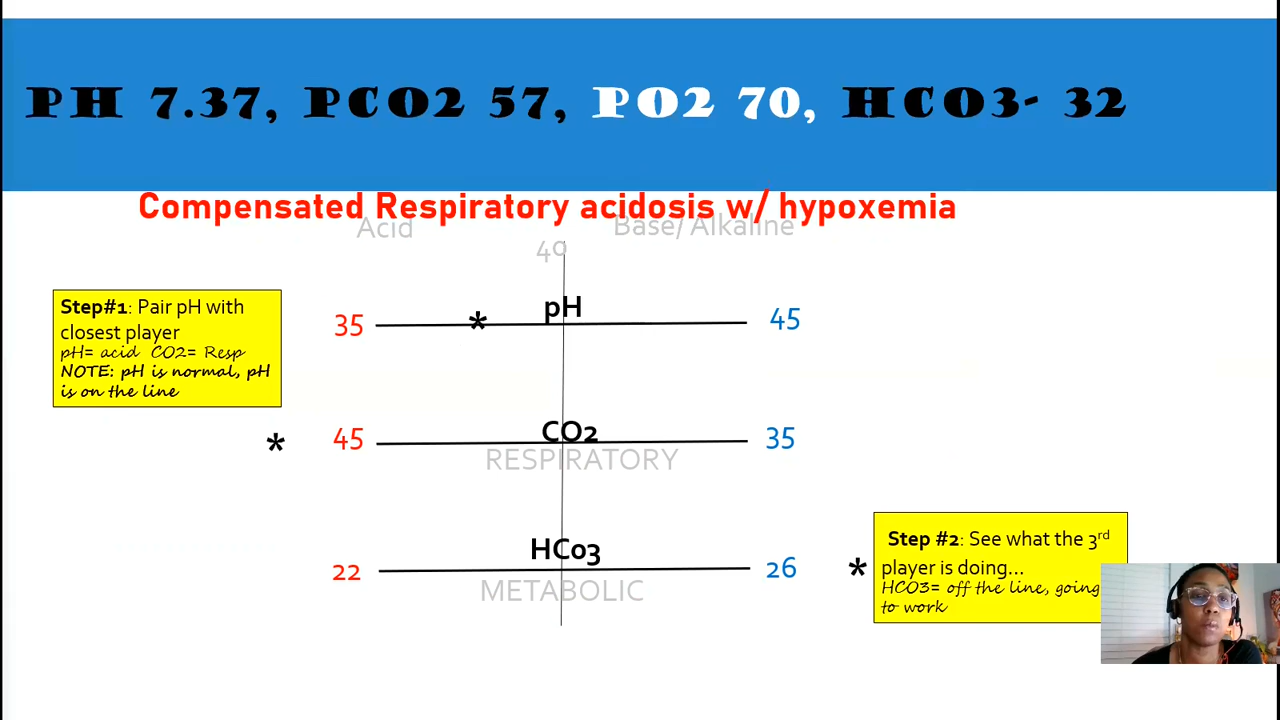 PH 7.37, PCO2 57, PO2 70, HCO3- 32
Compensated Respiratory acidosis w/ hypoxemia
Acid
Base/ Alkaline
40
Step#1: Pair pH with
closest player
pH= acid CO2= Resp
NOTE: pH is normal, pH
is on the line
35
*
pH
45
*
45
CO2
35
RESPIRATORY
22
HCo3
26
METABOLIC
*
Step #2: See what the 3rd
player is doing...
HCO3= off the line, going
to work